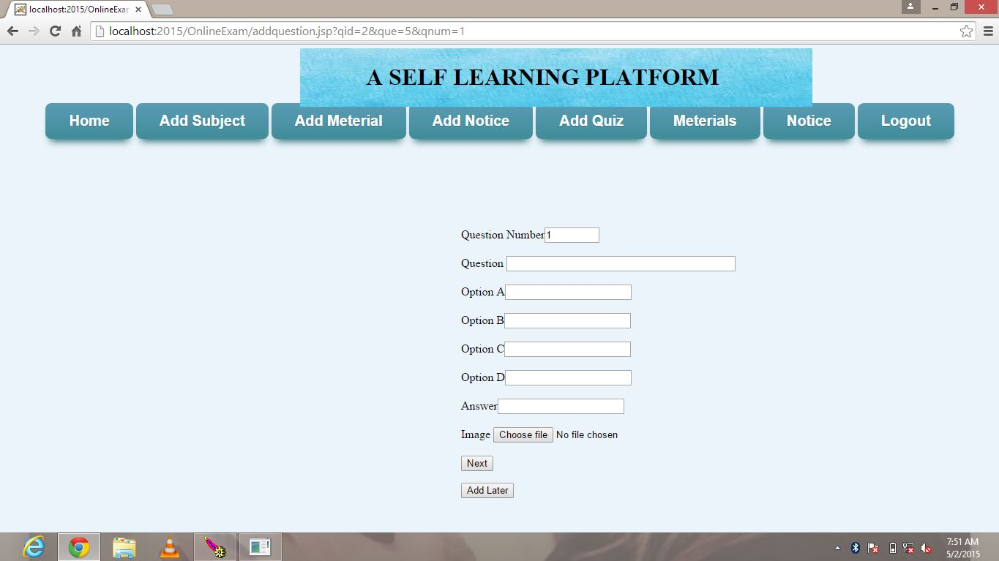 localhost:2015/OnlineExar
localhost:2015/OnlineExam/addquestion.jsp?qid=2&que=5&qnum=1
A SELF LEARNING PLATFORM
Home Add Subject Add Meterial Add Notice Add Quiz Meterials Notice Logout
Question Number 1
Question
Option A
Option B
Option C
Option D
Answer
Image Choose file No file chosen
Next
Add Later
7:51 AM
5/2/2015